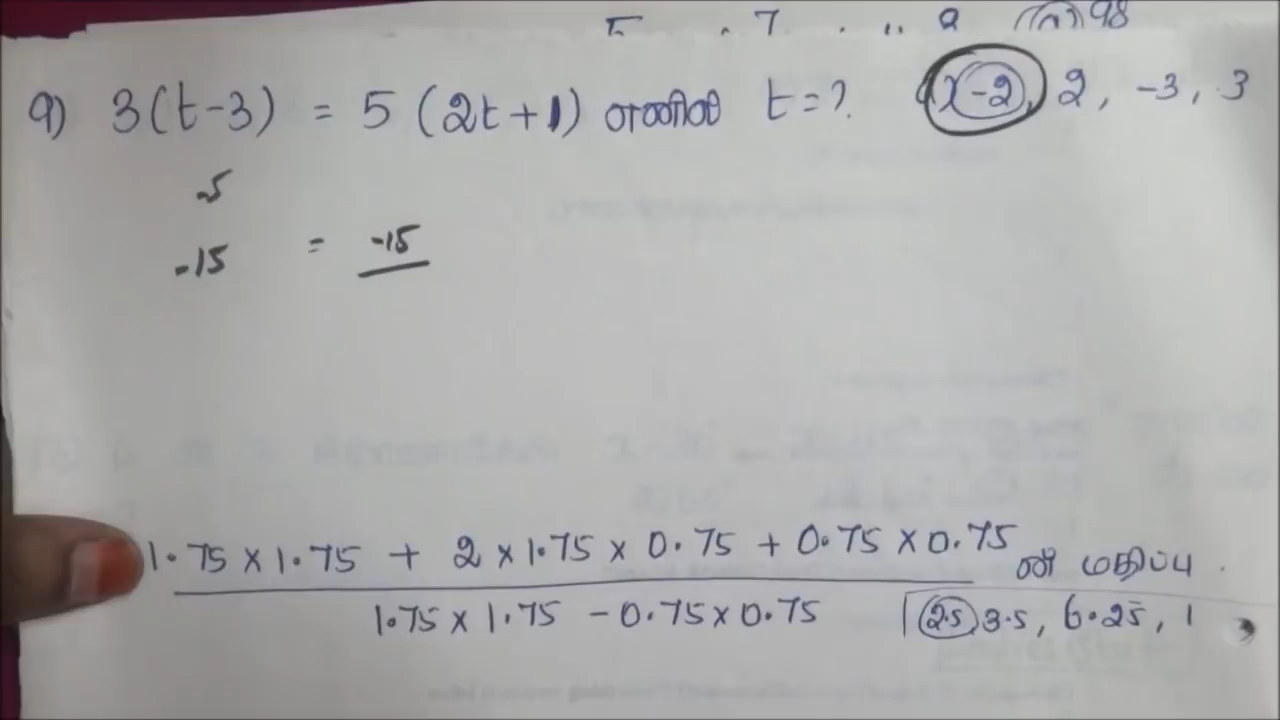 9) 3(t-3) = 5 (2t+1) எனில் t=? -2, 2, -3, 3
-5
-15 = -15
1.75 × 1.75 + 2 × 1.75 × 0.75 + 0.75 × 0.75 ன் மதிப்பு
1.75 × 1.75 - 0.75 × 0.75
2.5, 3.5, 6.25, 1